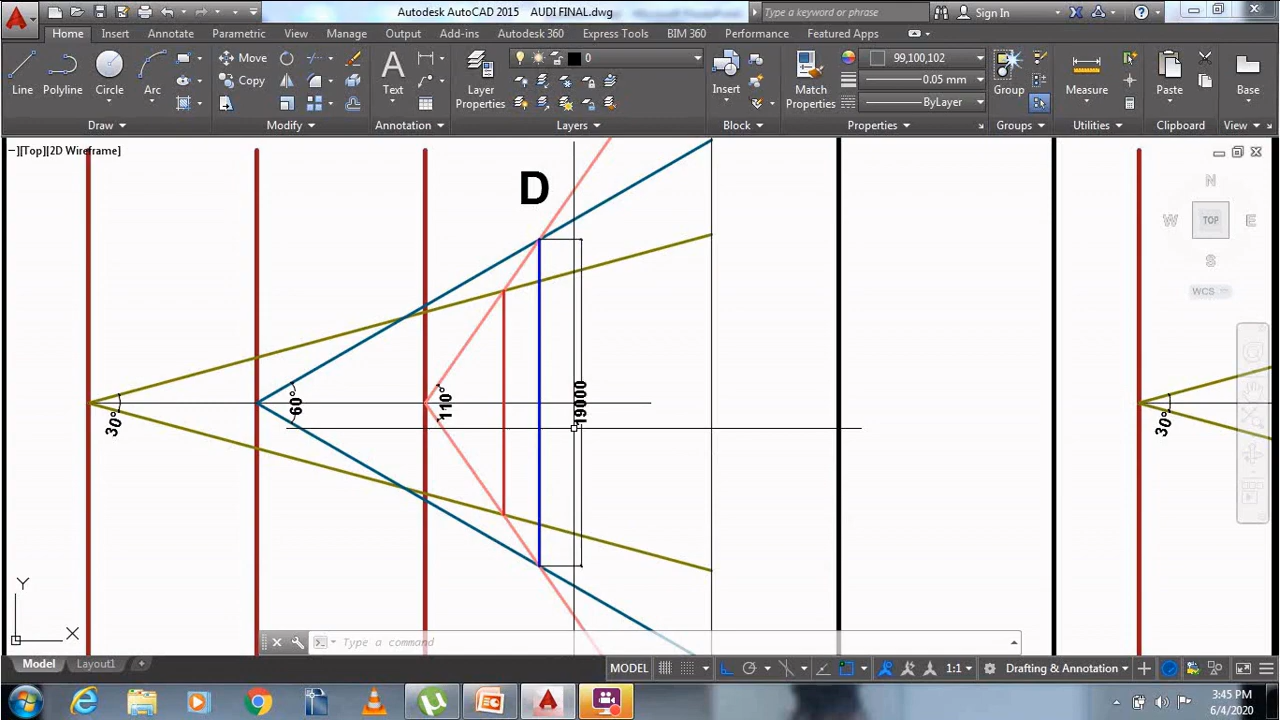 Autodesk AutoCAD 2015 AUDI FINAL.dwg
Type a keyword or phrase
Sign In
Home Insert Annotate Parametric View Manage Output Add-ins Autodesk 360 Express Tools BIM 360 Performance Featured Apps
Line
Polyline
Circle
Arc
Move
Copy
Text
Layer
Properties
0
Insert
Match
Properties
99,100,102
0.05 mm
ByLayer
Group
Measure
Paste
Base
Draw
Modify
Annotation
Layers
Block
Properties
Groups
Utilities
Clipboard
View
[Top][2D Wireframe]
N
W
TOP
E
S
WCS
D
30°
60°
110°
19000
30°
Y
X
Type a command
Model
Layout1
MODEL
1:1
Drafting & Annotation
3:45 PM
6/4/2020